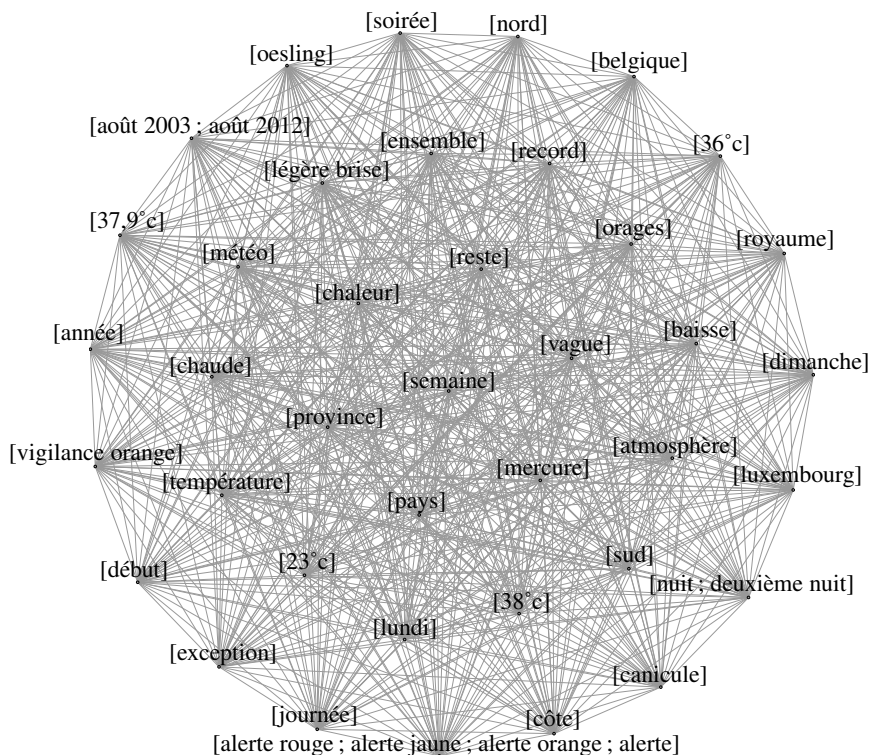 [soirée]
[nord]
[oesling]
[belgique]
[août 2003 ; août 2012]
[ensemble]
[record]
[36°c]
[légère brise]
[37,9°c]
[orages]
[royaume]
[météo]
[reste]
[chaleur]
[année]
[vague]
[baisse]
[chaude]
[semaine]
[dimanche]
[province]
[vigilance orange]
[atmosphère]
[température]
[mercure]
[luxembourg]
[pays]
[début]
[23°c]
[sud]
[nuit ; deuxième nuit]
[38°c]
[lundi]
[exception]
[canicule]
[journée]
[côte]
[alerte rouge ; alerte jaune ; alerte orange ; alerte]